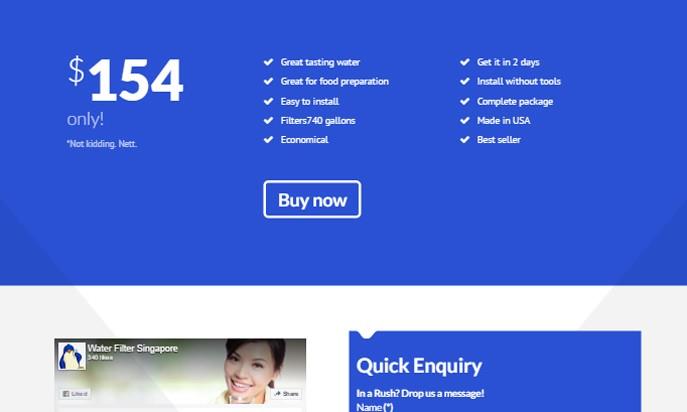 $154
only!
*Not kidding. Nett.
Great tasting water
Great for food preparation
Easy to install
Filters740 gallons
Economical
Get it in 2 days
Install without tools
Complete package
Made in USA
Best seller
Buy now
Water Filter Singapore
340 likes
Liked
Share
Quick Enquiry
In a Rush? Drop us a message!
Name (*)